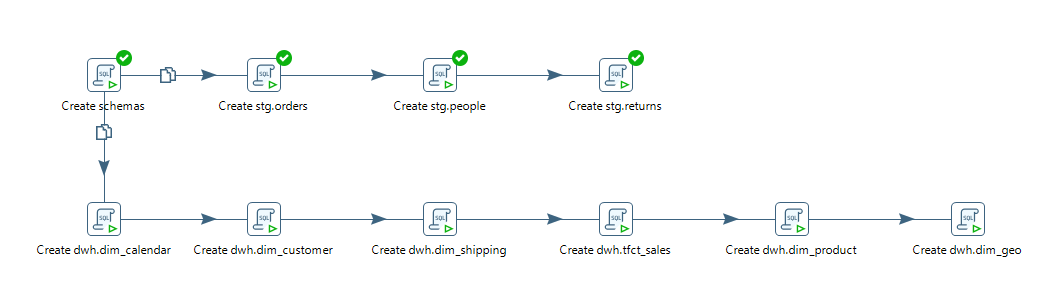 SQL
SQL
SQL
SQL
Create schemas
Create stg.orders
Create stg.people
Create stg.returns
SQL
SQL
SQL
SQL
SQL
SQL
Create dwh.dim_calendar
Create dwh.dim_customer
Create dwh.dim_shipping
Create dwh.tfct_sales
Create dwh.dim_product
Create dwh.dim_geo